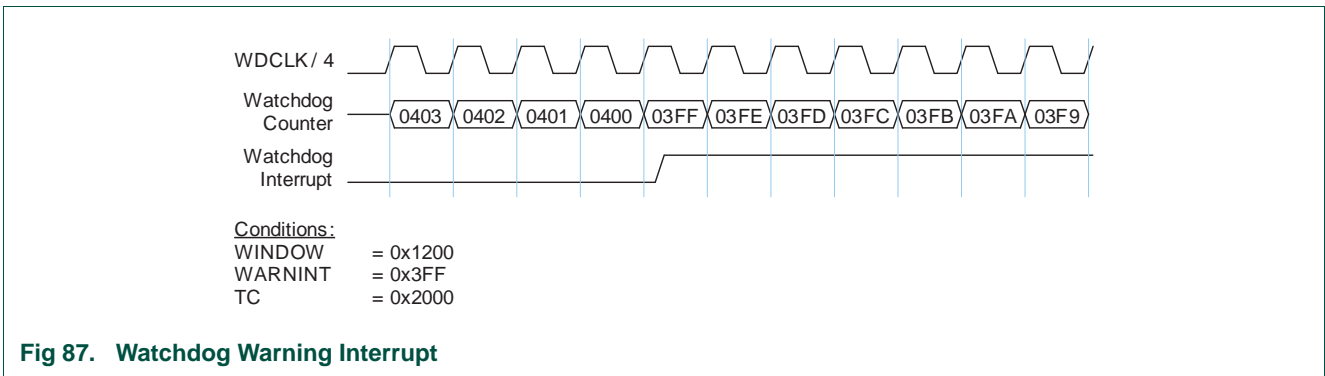 WDCLK / 4
Watchdog
Counter
0403 0402 0401 0400 03FF 03FE 03FD 03FC 03FB 03FA 03F9
Watchdog
Interrupt
Conditions:
WINDOW = 0x1200
WARNINT = 0x3FF
TC = 0x2000
Fig 87. Watchdog Warning Interrupt